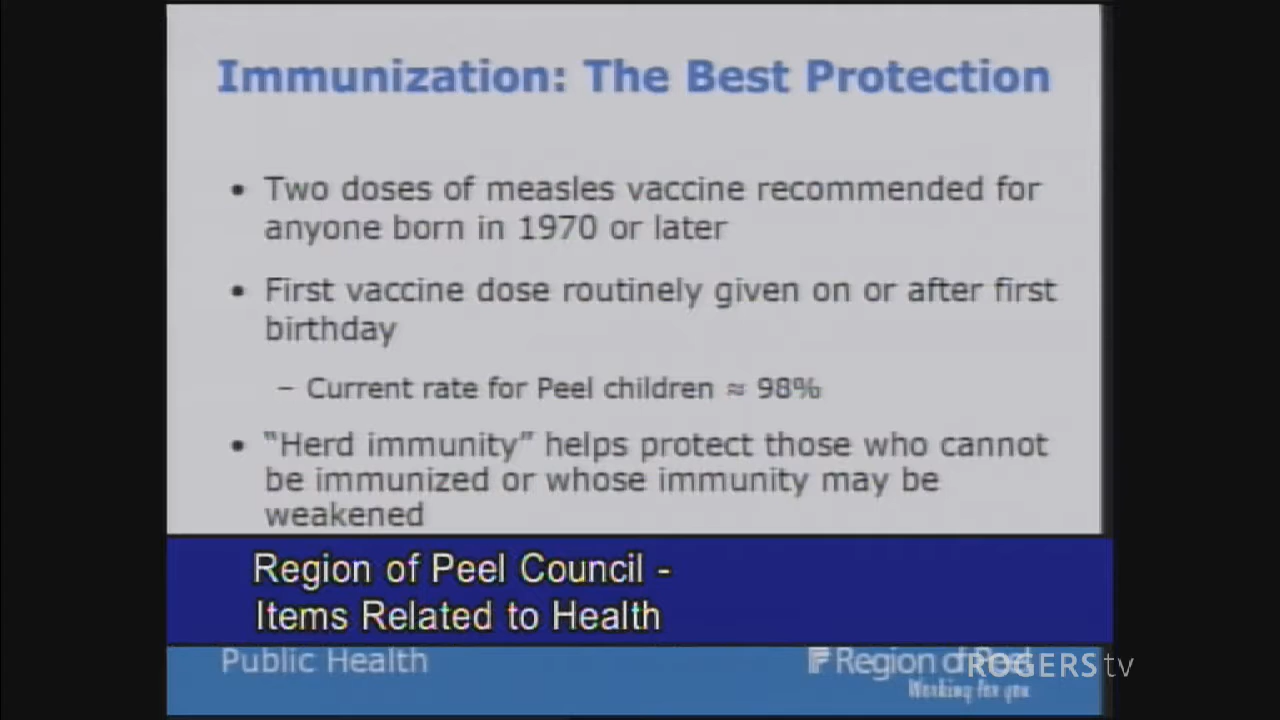 Immunization: The Best Protection
• Two doses of measles vaccine recommended for
anyone born in 1970 or later
• First vaccine dose routinely given on or after first
birthday
– Current rate for Peel children ≈ 98%
• “Herd immunity” helps protect those who cannot
be immunized or whose immunity may be
weakened
Region of Peel Council -
Items Related to Health
Public Health
Region of Peel
ROGERStv
Working for you